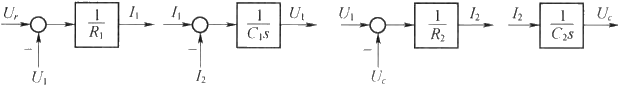 U_r 1/R_1 I_1 I_1 1/(C_1 s) U_1 U_1 1/R_2 I_2 I_2 1/(C_2 s) U_c
− − −
U_1 I_2 U_c